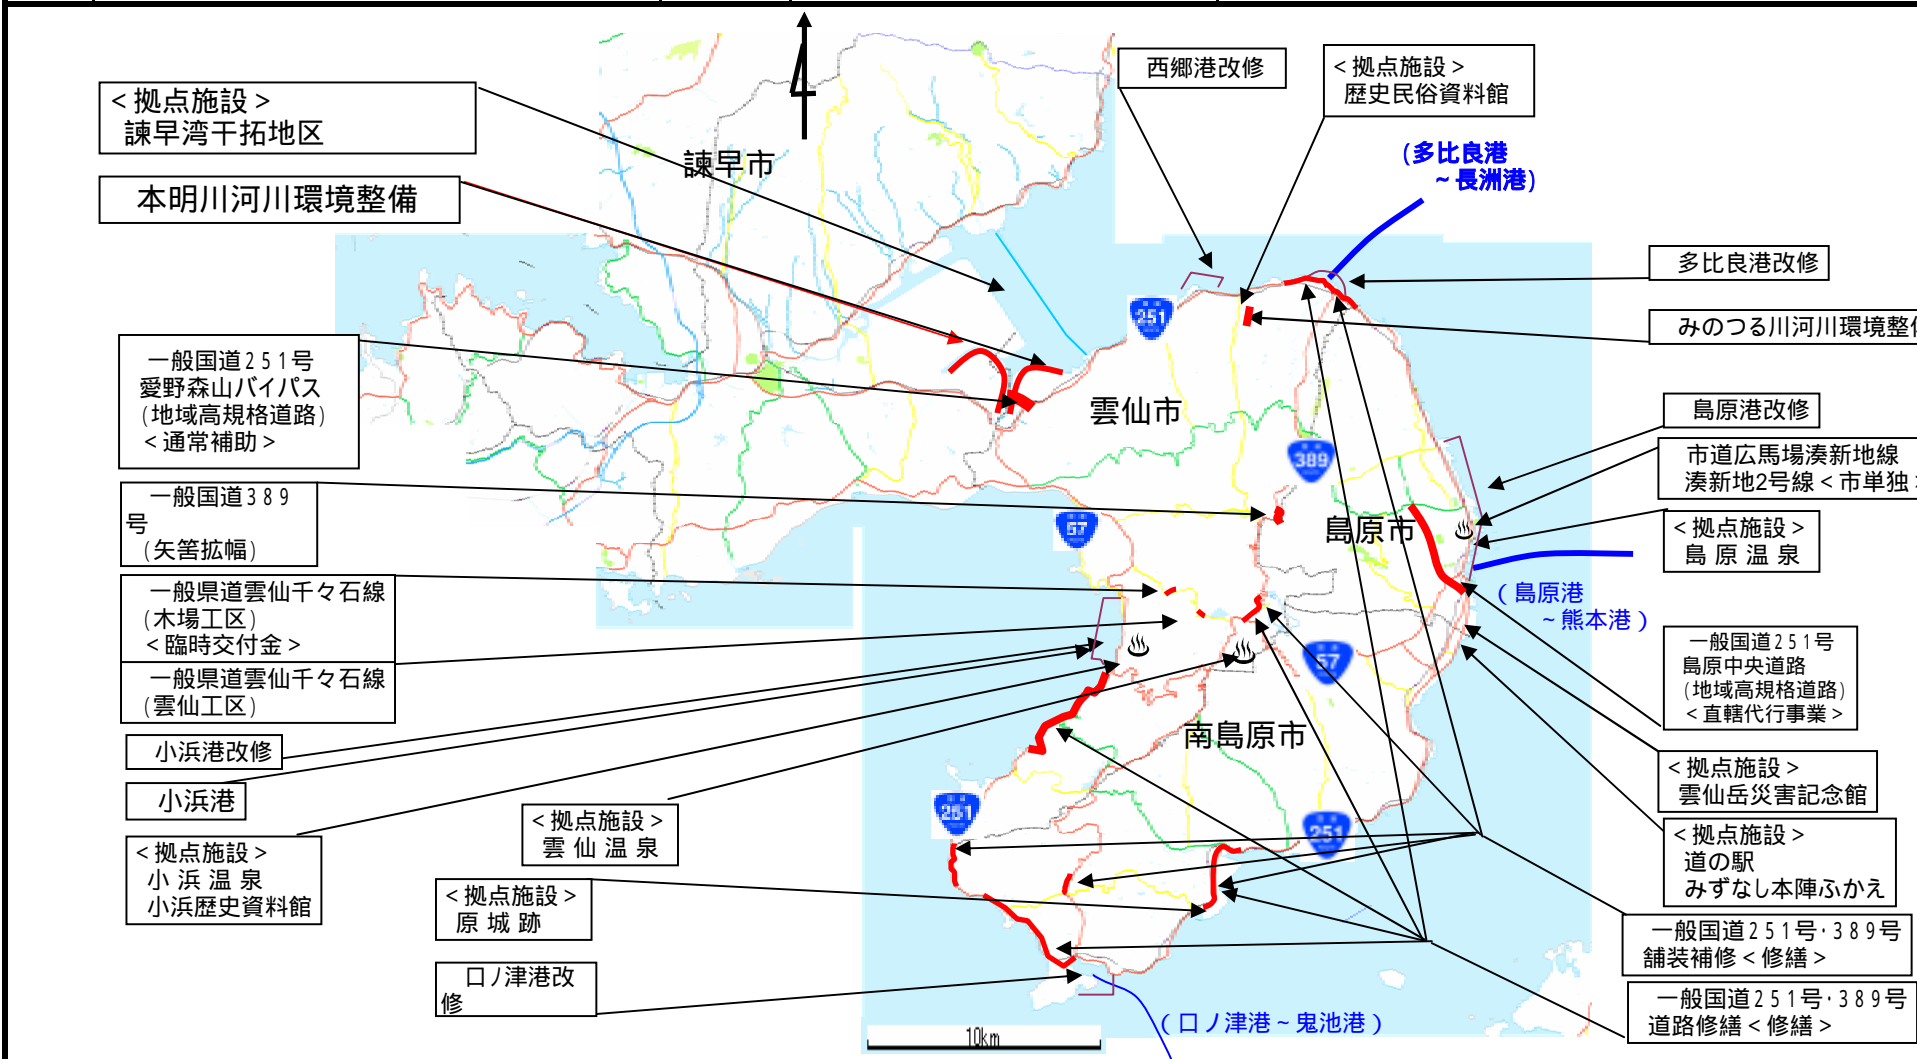 <拠点施設>
諫早湾干拓地区
本明川河川環境整備
諫早市
西郷港改修
<拠点施設>
歴史民俗資料館
(多比良港
~長洲港)
多比良港改修
みのつる川河川環境整
251
一般国道251号
愛野森山バイパス
(地域高規格道路)
<通常補助>
雲仙市
389
島原港改修
市道広馬場湊新地線
湊新地2号線<市単独
一般国道389
号
(矢筈拡幅)
57
島原市
<拠点施設>
島原温泉
(島原港
~熊本港)
一般県道雲仙千々石線
(木場工区)
<臨時交付金>
一般県道雲仙千々石線
(雲仙工区)
57
一般国道251号
島原中央道路
(地域高規格道路)
<直轄代行事業>
南島原市
小浜港改修
小浜港
<拠点施設>
雲仙岳災害記念館
251
<拠点施設>
雲仙温泉
251
<拠点施設>
道の駅
みずなし本陣ふかえ
<拠点施設>
小浜温泉
小浜歴史資料館
<拠点施設>
原城跡
一般国道251号・389号
舗装補修<修繕>
口ノ津港改
修
一般国道251号・389号
道路修繕<修繕>
(口ノ津港~鬼池港)
10km